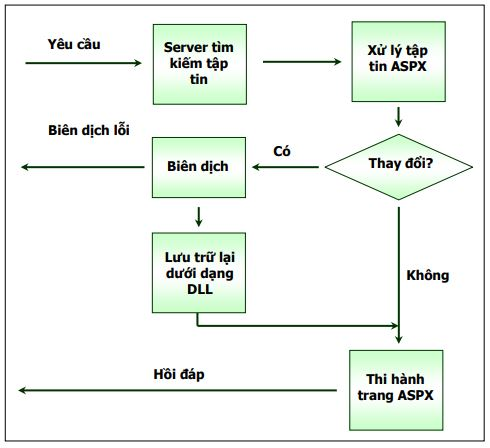 Yêu cầu
Server tìm
kiếm tập
tin
Xử lý tập
tin ASPX
Biên dịch lỗi
Biên dịch
Có
Thay đổi?
Lưu trữ lại
dưới dạng
DLL
Không
Hồi đáp
Thi hành
trang ASPX